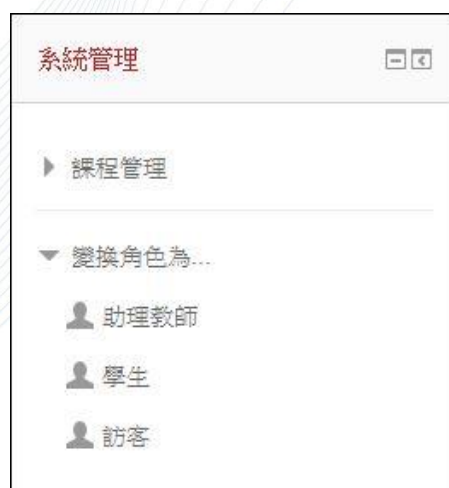 系統管理
課程管理
變換角色為...
助理教師
學生
訪客